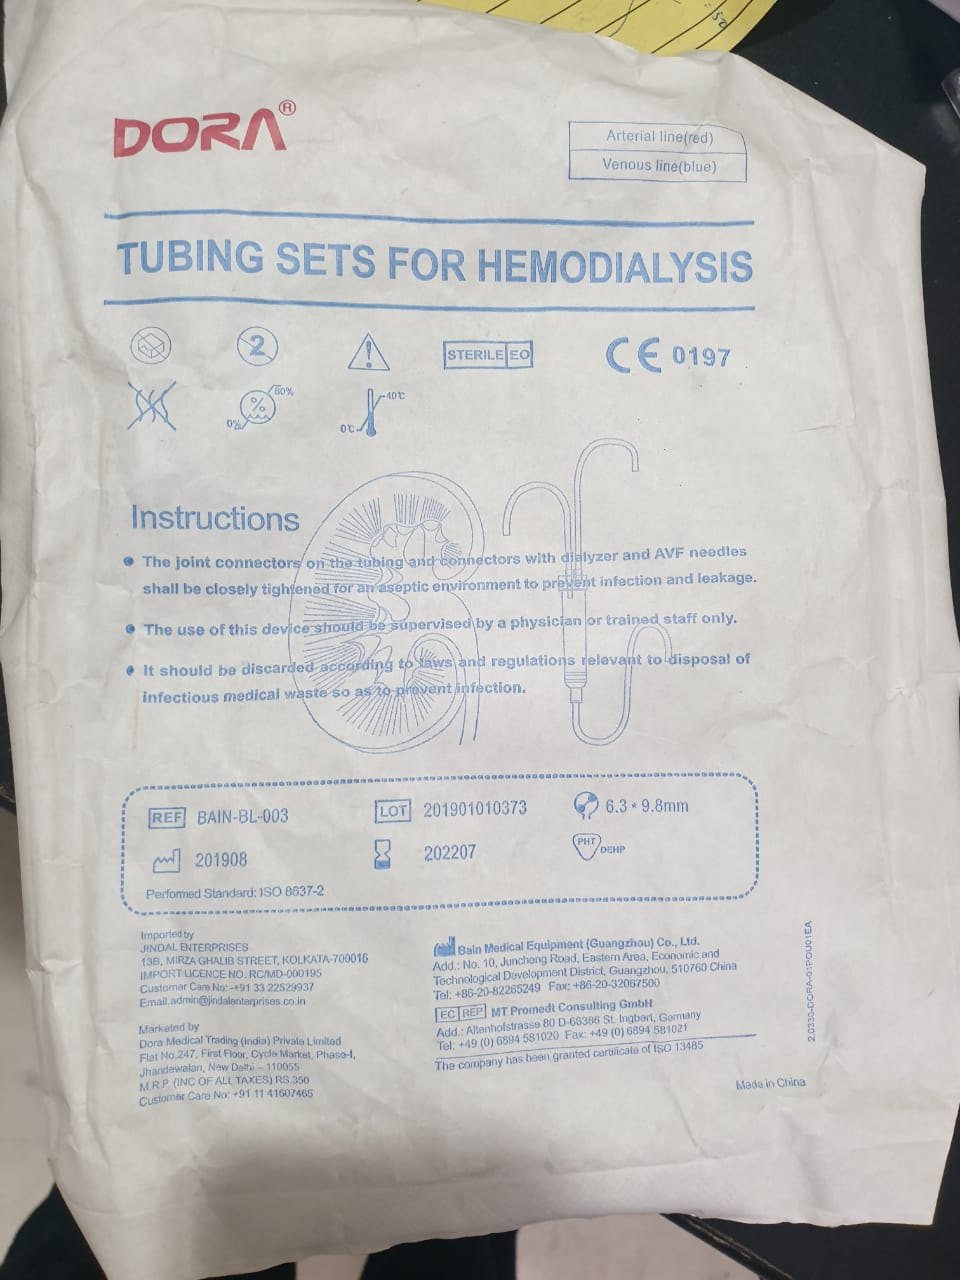 DORA®
Arterial line(red)
Venous line(blue)
TUBING SETS FOR HEMODIALYSIS
2
STERILE EO
CE 0197
0%
%
80%
0℃
40℃
Instructions
• The joint connectors on the tubing and connectors with dialyzer and AVF needles
shall be closely tightened for an aseptic environment to prevent infection and leakage.
• The use of this device should be supervised by a physician or trained staff only.
• It should be discarded according to laws and regulations relevant to disposal of
infectious medical waste so as to prevent infection.
REF BAIN-BL-003
LOT 201901010373
6.3 * 9.8mm
201908
202207
PHT DEHP
Performed Standard: ISO 8637-2
Imported by
JINDAL ENTERPRISES
13B, MIRZA GHALIB STREET, KOLKATA-700016
IMPORT LICENCE NO. RC/MD-000195
Customer Care No:-+91 33 22529937
Email:admin@jindalenterprises.co.in
Marketed by
Dora Medical Trading (India) Private Limited
Flat No.247, First Floor, Cycle Market, Phase-I,
Jhandewalan, New Delhi – 110055
M.R.P. (INC OF ALL TAXES) RS.350
Customer Care No: +91 11 41607465
Bain Medical Equipment (Guangzhou) Co., Ltd.
Add.: No. 10, Juncheng Road, Eastern Area, Economic and
Technological Development District, Guangzhou, 510760 China
Tel: +86-20-82265249 Fax: +86-20-32067500
EC REP MT Promedt Consulting GmbH
Add.: Altenhofstrasse 80 D-66386 St. Ingbert, Germany
Tel: +49 (0) 6894 581020 Fax: +49 (0) 6894 581021
The company has been granted certificate of ISO 13485
Made in China
2.0330-DORA-01POU01EA